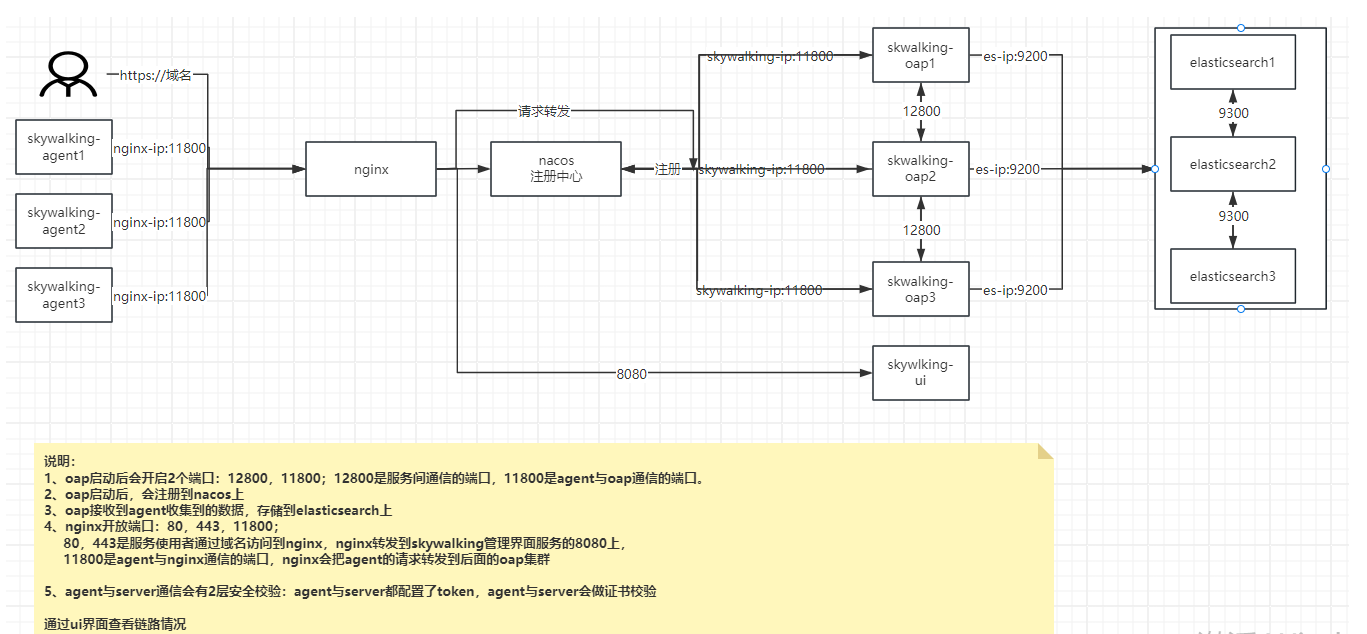 https://域名
skywalking-
agent1
nginx-ip:11800
skywalking-
agent2
nginx-ip:11800
skywalking-
agent3
nginx-ip:11800
nginx
请求转发
nacos
注册中心
注册
skywalking-ip:11800
skywalking-ip:11800
skywalking-ip:11800
skwalking-
oap1
12800
skwalking-
oap2
12800
skwalking-
oap3
es-ip:9200
es-ip:9200
es-ip:9200
elasticsearch1
9300
elasticsearch2
9300
elasticsearch3
8080
skywlking-
ui
说明：
1、oap启动后会开启2个端口：12800，11800；12800是服务间通信的端口，11800是agent与oap通信的端口。
2、oap启动后，会注册到nacos上
3、oap接收到agent收集到的数据，存储到elasticsearch上
4、nginx开放端口：80，443，11800；
80，443是服务使用者通过域名访问到nginx，nginx转发到skywalking管理界面服务的8080上，
11800是agent与nginx通信的端口，nginx会把agent的请求转发到后面的oap集群
5、agent与server通信会有2层安全校验：agent与server都配置了token，agent与server会做证书校验
通过ui界面查看链路情况